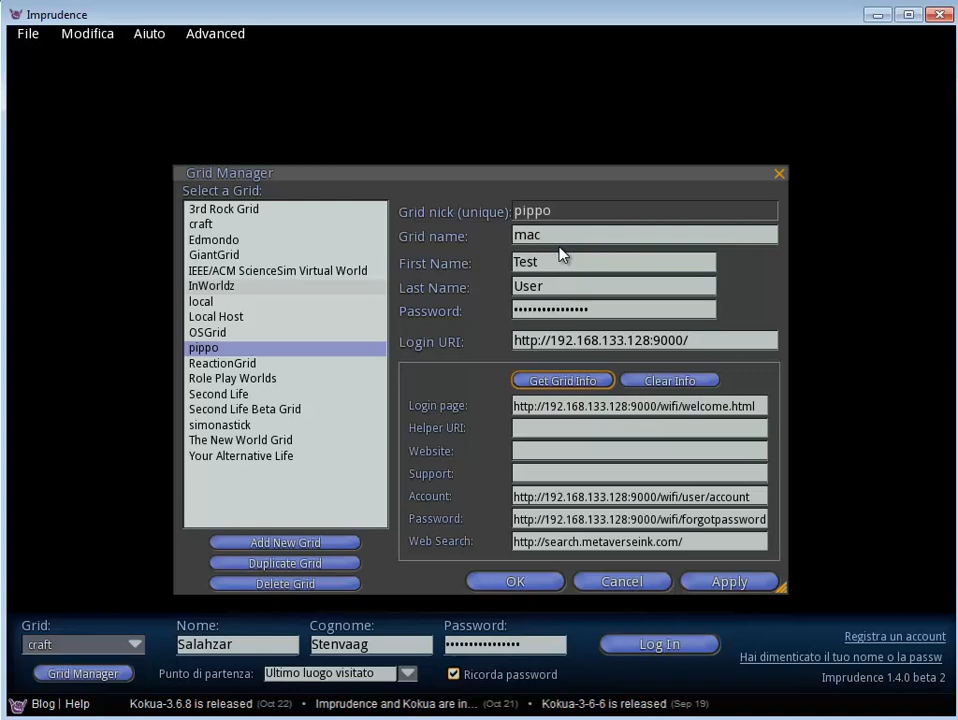 Imprudence
File Modifica Aiuto Advanced
Grid Manager
Select a Grid:
3rd Rock Grid
craft
Edmondo
GiantGrid
IEEE/ACM ScienceSim Virtual World
InWorldz
local
Local Host
OSGrid
pippo
ReactionGrid
Role Play Worlds
Second Life
Second Life Beta Grid
simonastick
The New World Grid
Your Alternative Life
Add New Grid
Duplicate Grid
Delete Grid
Grid nick (unique): pippo
Grid name: mac
First Name: Test
Last Name: User
Password: ••••••••••••••••
Login URI: http://192.168.133.128:9000/
Get Grid Info Clear Info
Login page: http://192.168.133.128:9000/wifi/welcome.html
Helper URI:
Website:
Support:
Account: http://192.168.133.128:9000/wifi/user/account
Password: http://192.168.133.128:9000/wifi/forgotpassword
Web Search: http://search.metaverseink.com/
OK Cancel Apply
Grid: Nome: Cognome: Password:
craft Salahzar Stenvaag •••••••••••••••• Log In
Registra un account
Hai dimenticato il tuo nome o la passw
Grid Manager Punto di partenza: Ultimo luogo visitato Ricorda password
Imprudence 1.4.0 beta 2
Blog | Help Kokua-3.6.8 is released (Oct 22) • Imprudence and Kokua are in... (Oct 21) • Kokua-3-6-6 is released (Sep 19)